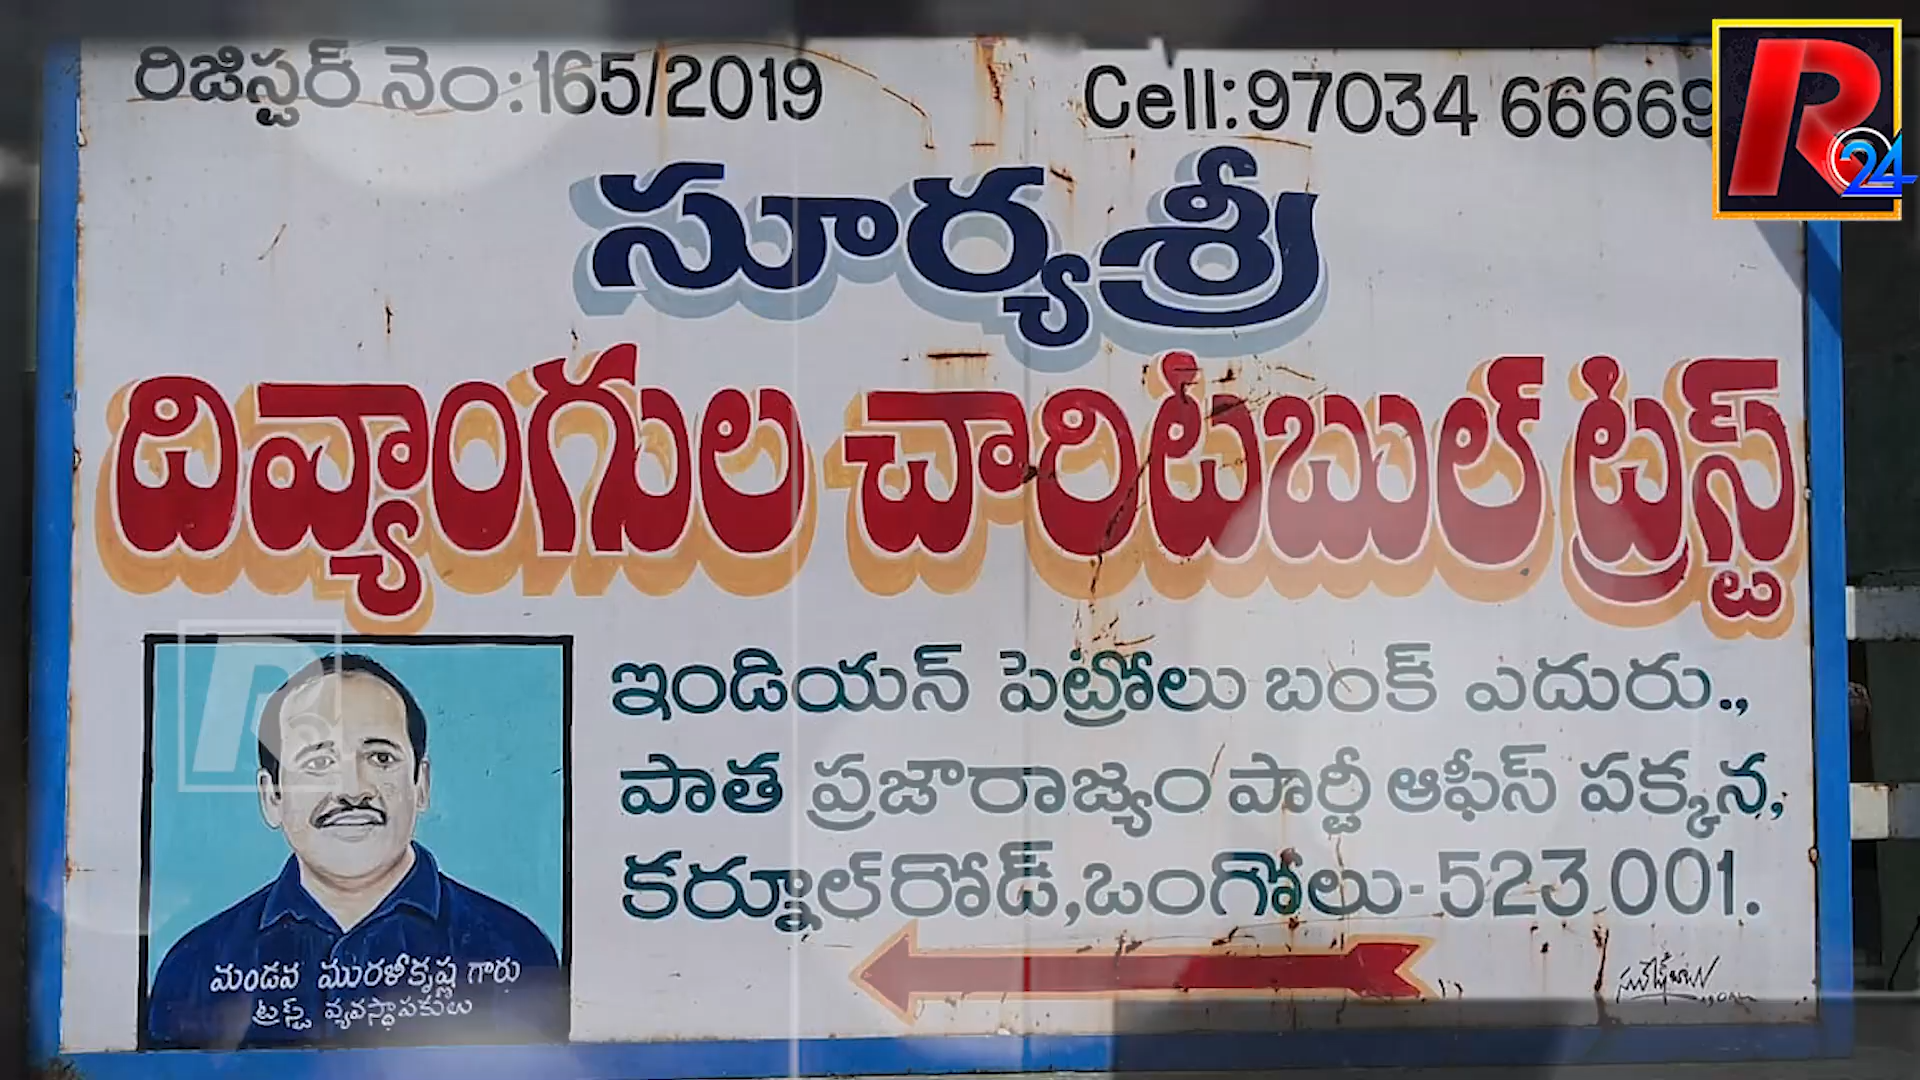 రిజిస్టర్ నెం:165/2019 Cell:97034 66669
R 24
సూర్యశ్రీ
దివ్యాంగుల చారిటబుల్ ట్రస్ట్
ఇండియన్ పెట్రోలు బంక్ ఎదురు.,
పాత ప్రజారాజ్యం పార్టీ ఆఫీస్ పక్కన,
కర్నూల్‌రోడ్,ఒంగోలు-523 001.
మండవ మురళీకృష్ణ గారు
ట్రస్ట్ వ్యవస్థాపకులు